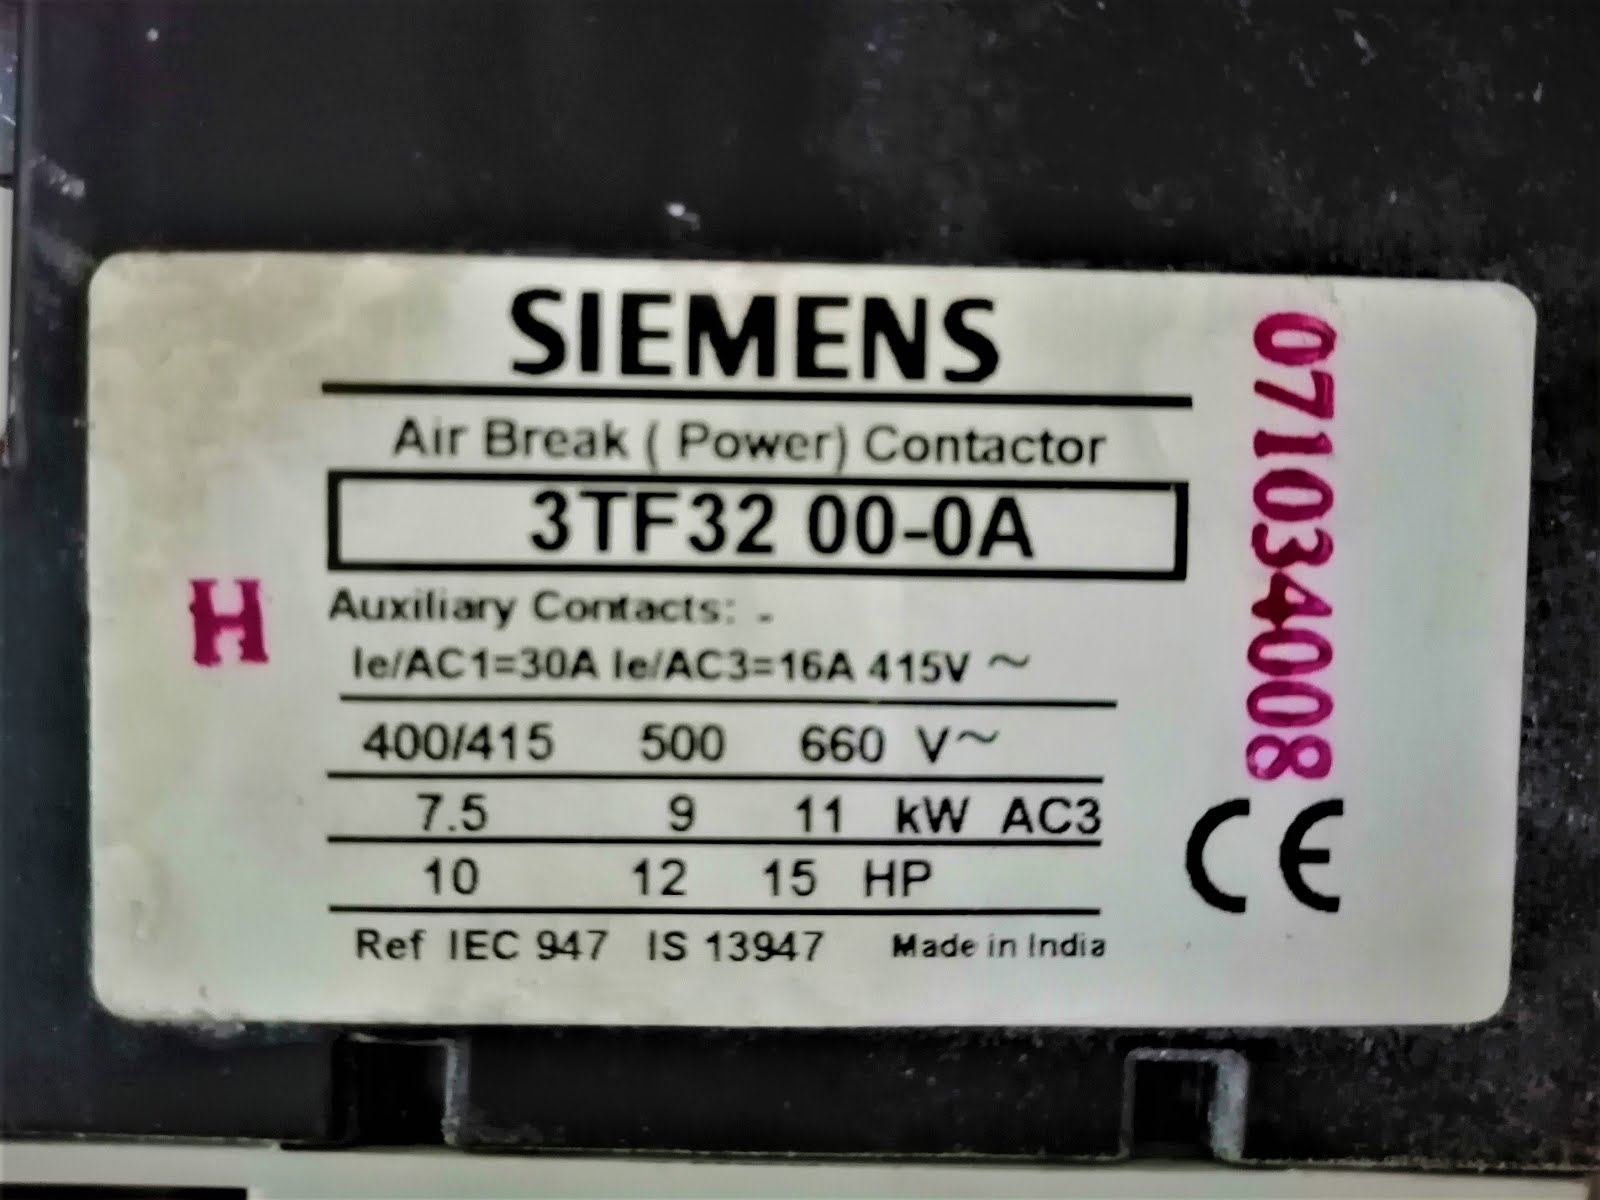 SIEMENS
Air Break ( Power) Contactor
3TF32 00-0A
H
Auxiliary Contacts: -
Ie/AC1=30A Ie/AC3=16A 415V ~
400/415 500 660 V~
7.5 9 11 kW AC3
10 12 15 HP
Ref IEC 947 IS 13947 Made in India
071034008
CE